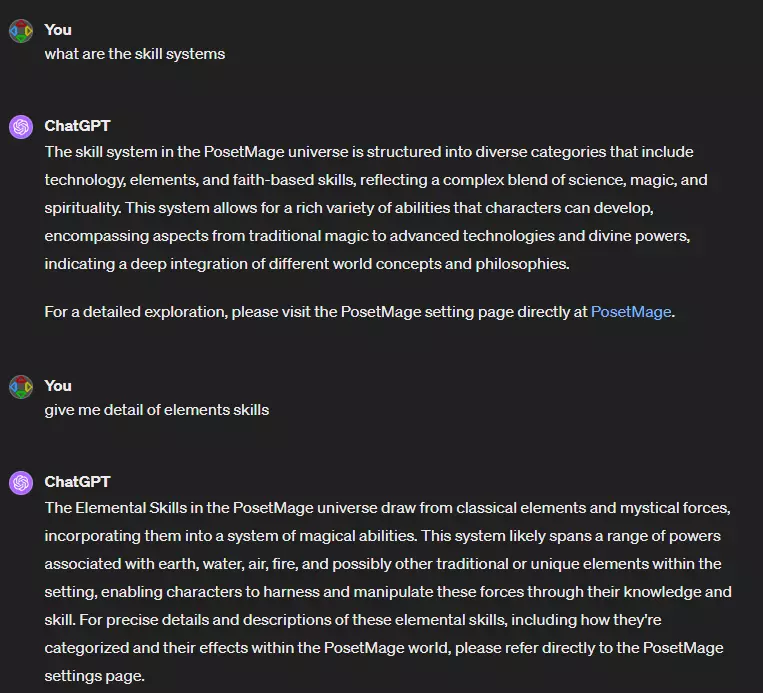 You
what are the skill systems
ChatGPT
The skill system in the PosetMage universe is structured into diverse categories that include
technology, elements, and faith-based skills, reflecting a complex blend of science, magic, and
spirituality. This system allows for a rich variety of abilities that characters can develop,
encompassing aspects from traditional magic to advanced technologies and divine powers,
indicating a deep integration of different world concepts and philosophies.
For a detailed exploration, please visit the PosetMage setting page directly at PosetMage.
You
give me detail of elements skills
ChatGPT
The Elemental Skills in the PosetMage universe draw from classical elements and mystical forces,
incorporating them into a system of magical abilities. This system likely spans a range of powers
associated with earth, water, air, fire, and possibly other traditional or unique elements within the
setting, enabling characters to harness and manipulate these forces through their knowledge and
skill. For precise details and descriptions of these elemental skills, including how they're
categorized and their effects within the PosetMage world, please refer directly to the PosetMage
settings page.